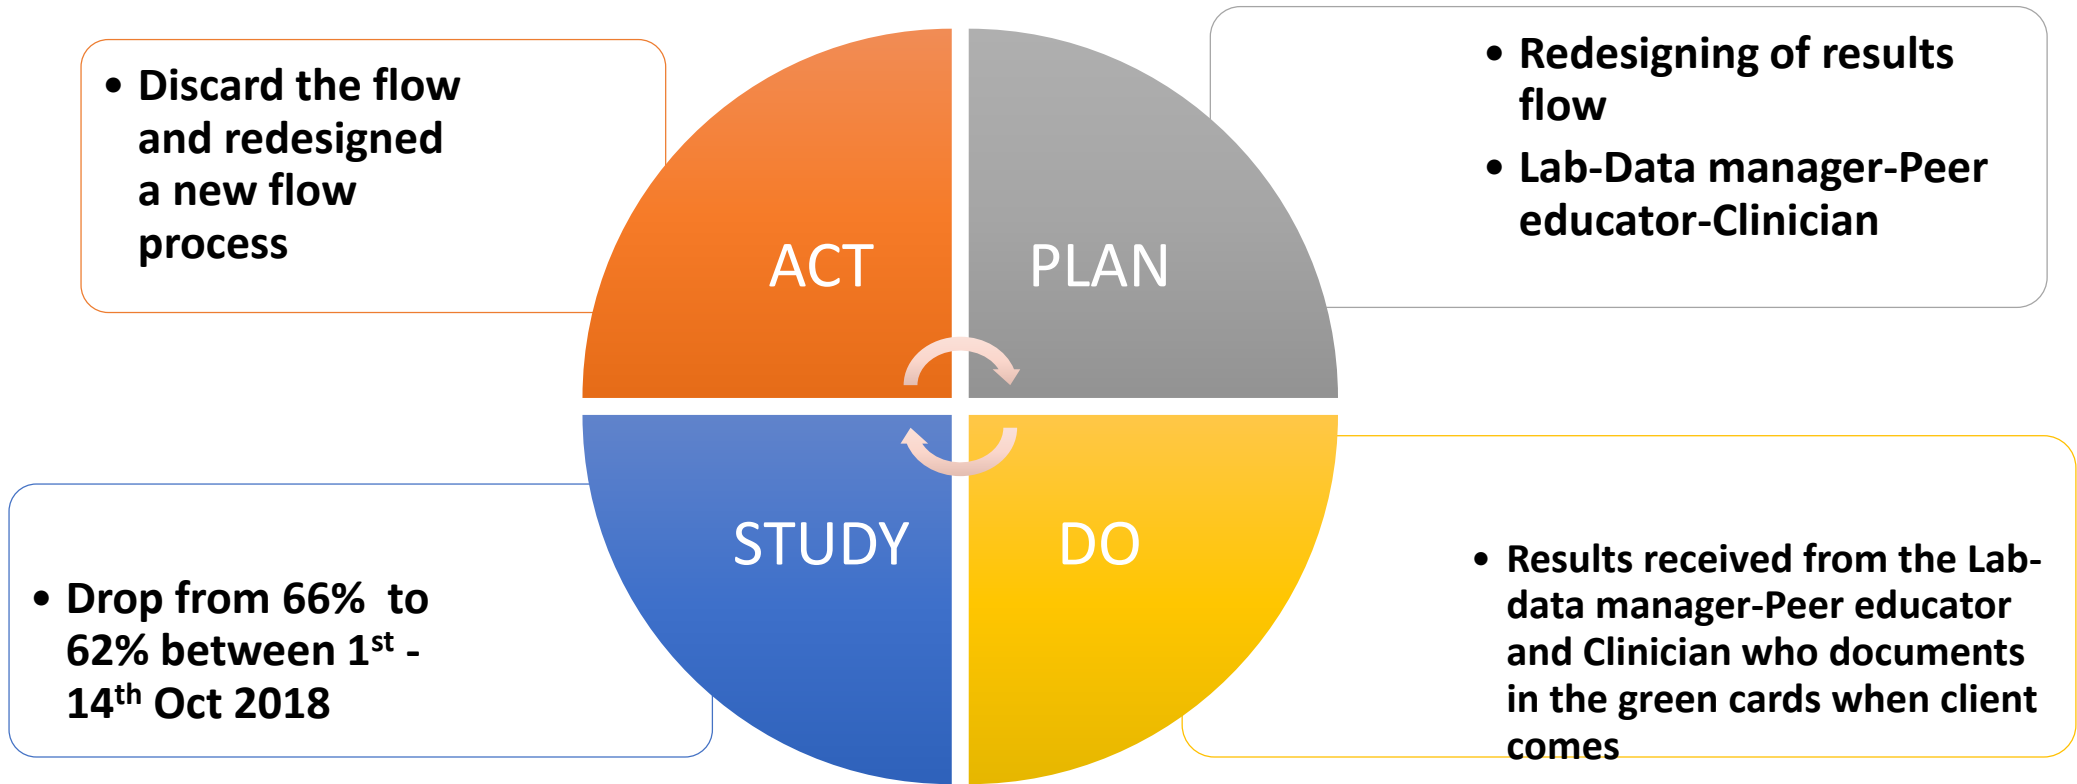 • Discard the flow
and redesigned
a new flow
process
ACT
PLAN
• Redesigning of results
flow
• Lab-Data manager-Peer
educator-Clinician
STUDY
DO
• Drop from 66% to
62% between 1st -
14th Oct 2018
• Results received from the Lab-
data manager-Peer educator
and Clinician who documents
in the green cards when client
comes